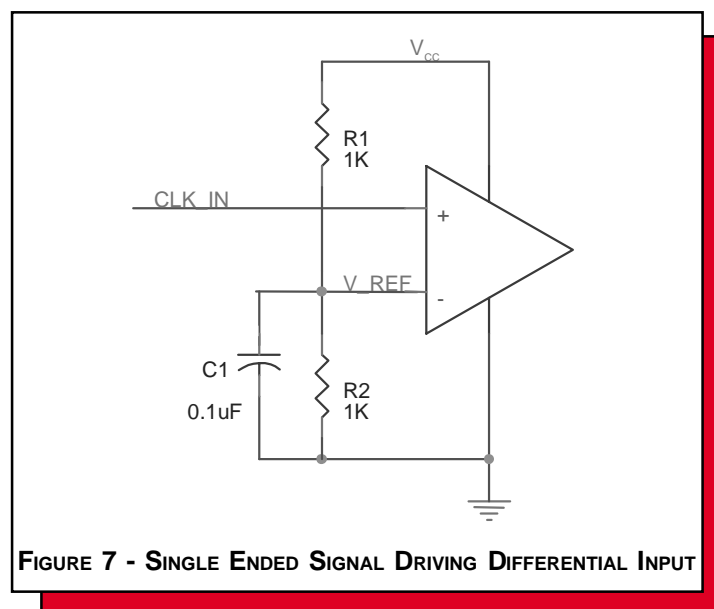 Vcc
R1
1K
CLK_IN
+
V_REF
-
C1
0.1uF
R2
1K
FIGURE 7 - SINGLE ENDED SIGNAL DRIVING DIFFERENTIAL INPUT